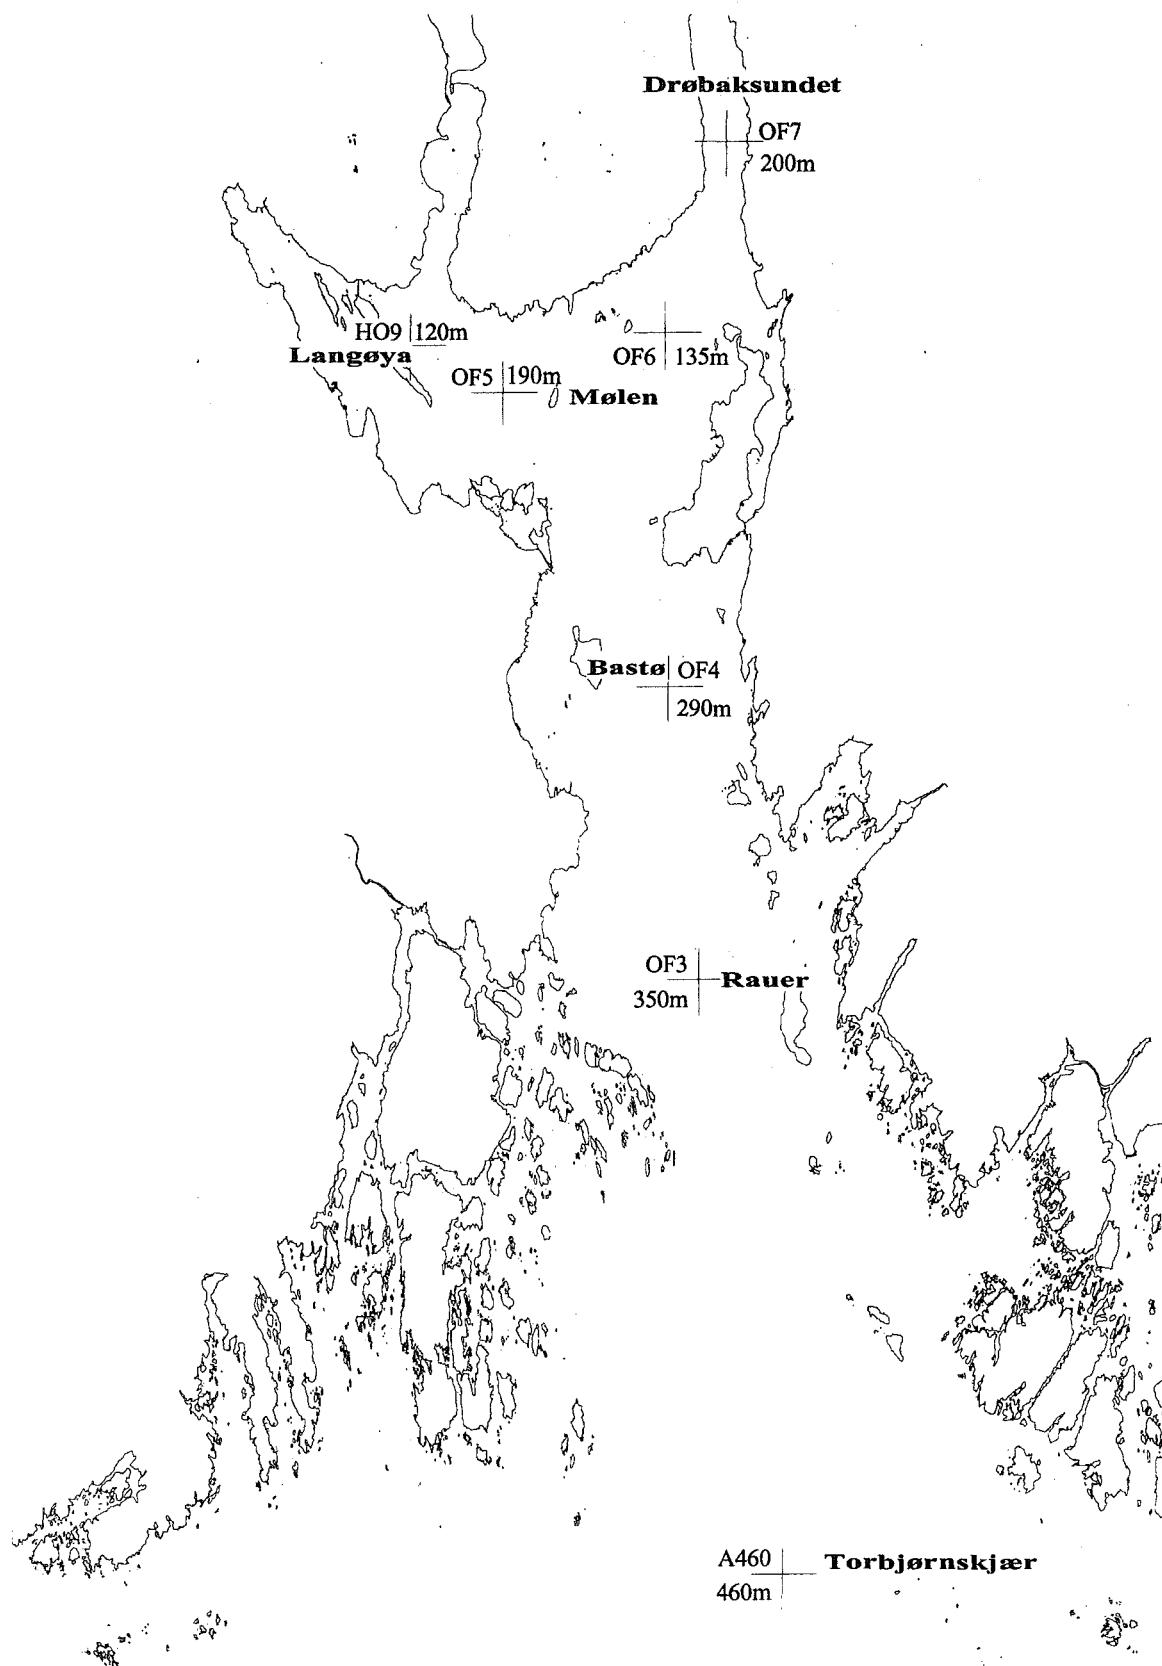 Drøbaksundet
OF7
200m
HO9 120m
Langøya
OF6 135m
OF5 190m
Mølen
Bastø OF4
290m
OF3
Rauer
350m
A460
Torbjørnskjær
460m